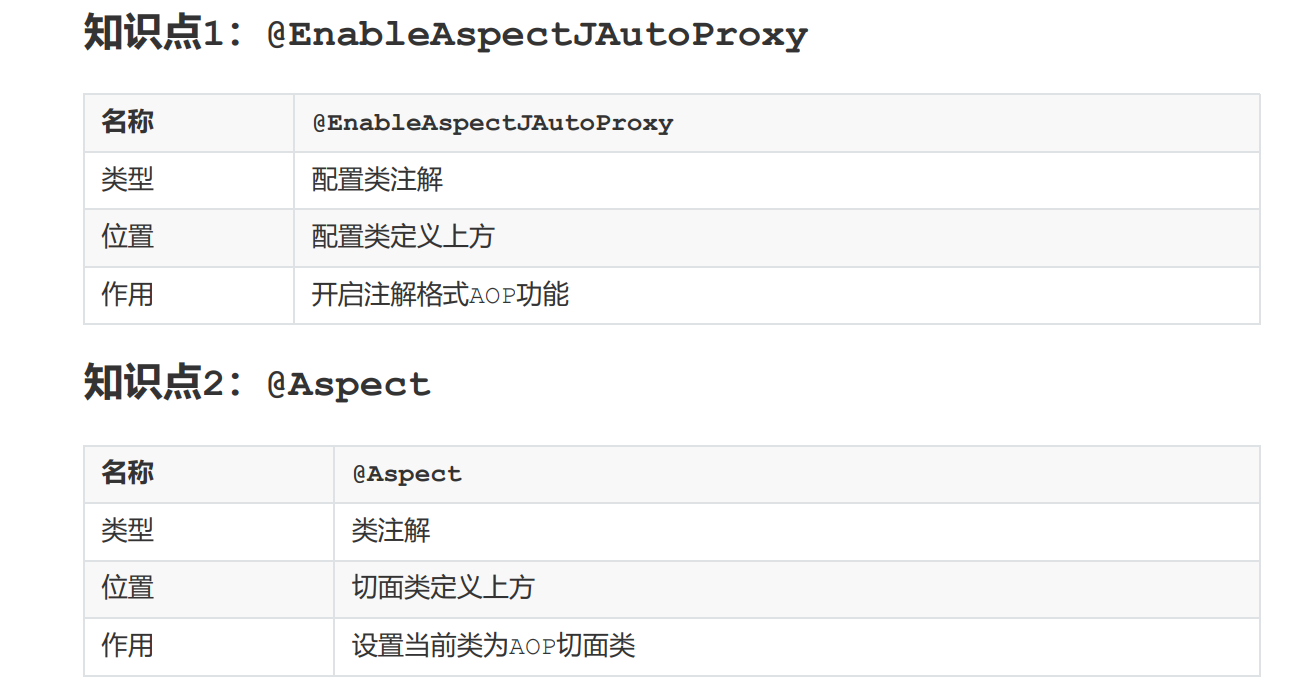 知识点1：@EnableAspectJAutoProxy
名称 @EnableAspectJAutoProxy
类型 配置类注解
位置 配置类定义上方
作用 开启注解格式AOP功能
知识点2：@Aspect
名称 @Aspect
类型 类注解
位置 切面类定义上方
作用 设置当前类为AOP切面类